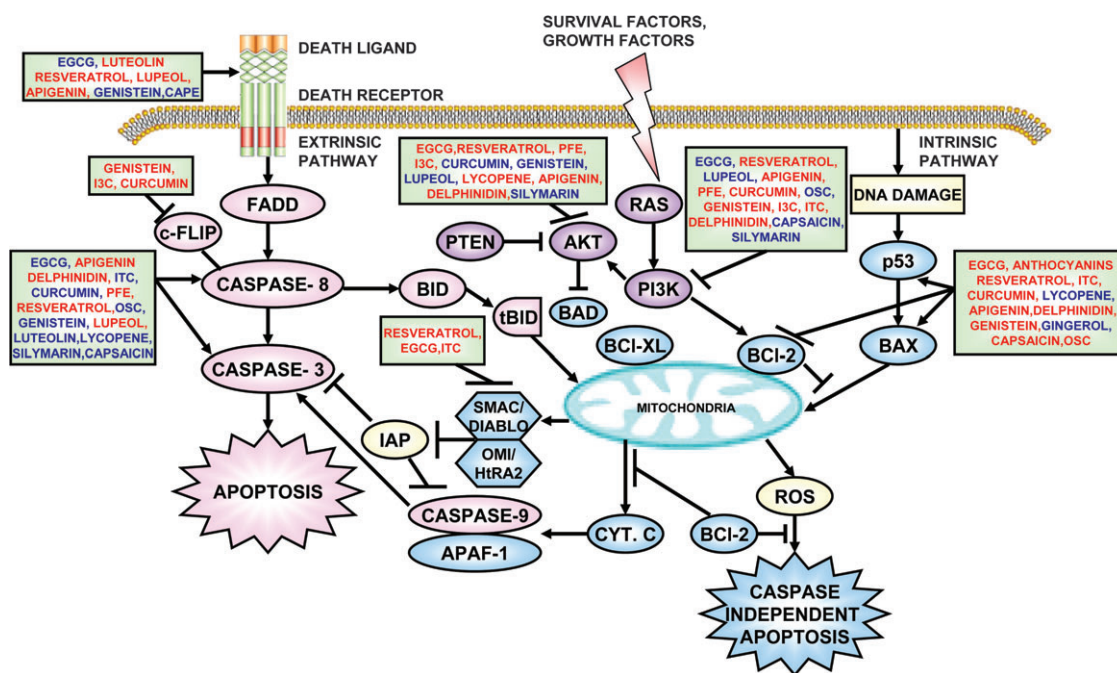 SURVIVAL FACTORS,
GROWTH FACTORS
DEATH LIGAND
EGCG, LUTEOLIN
RESVERATROL, LUPEOL,
APIGENIN, GENISTEIN,CAPE
DEATH RECEPTOR
EXTRINSIC
PATHWAY
INTRINSIC
PATHWAY
GENISTEIN,
I3C, CURCUMIN
EGCG,RESVERATROL, PFE,
I3C, CURCUMIN, GENISTEIN,
LUPEOL, LYCOPENE, APIGENIN,
DELPHINIDIN,SILYMARIN
EGCG, RESVERATROL,
LUPEOL, APIGENIN,
PFE, CURCUMIN, OSC,
GENISTEIN, I3C, ITC,
DELPHINIDIN,CAPSAICIN,
SILYMARIN
DNA DAMAGE
FADD
RAS
c-FLIP
PTEN
AKT
p53
EGCG, APIGENIN
DELPHINIDIN, ITC,
CURCUMIN, PFE,
RESVERATROL,OSC,
GENISTEIN, LUPEOL,
LUTEOLIN,LYCOPENE,
SILYMARIN,CAPSAICIN
CASPASE- 8
BID
PI3K
EGCG, ANTHOCYANINS
RESVERATROL, ITC,
CURCUMIN, LYCOPENE,
APIGENIN,DELPHINIDIN,
GENISTEIN,GINGEROL,
CAPSAICIN,OSC
tBID
BAD
RESVERATROL,
EGCG,ITC
BCI-XL
BCI-2
BAX
CASPASE- 3
MITOCHONDRIA
SMAC/
DIABLO
IAP
OMI/
HtRA2
APOPTOSIS
ROS
CASPASE-9
APAF-1
CYT. C
BCI-2
CASPASE
INDEPENDENT
APOPTOSIS